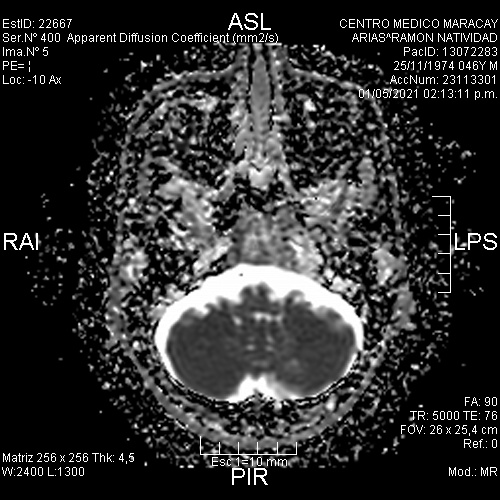 EstID: 22667
Ser.Nº 400 Apparent Diffusion Coefficient (mm2/s)
Ima.Nº 5
PE= ¦
Loc: -10 Ax
ASL
CENTRO MEDICO MARACAY
ARIAS^RAMON NATIVIDAD
PacID: 13072283
25/11/1974 046Y M
AccNum: 23113301
01/05/2021 02:13:11 p.m.
RAI
LPS
FA: 90
TR: 5000 TE: 76
FOV: 26 x 25,4 cm
Ref.: 0
Matriz 256 x 256 Thk: 4,5
W:2400 L:1300
Esc 1=10 mm
PIR
Mod.: MR